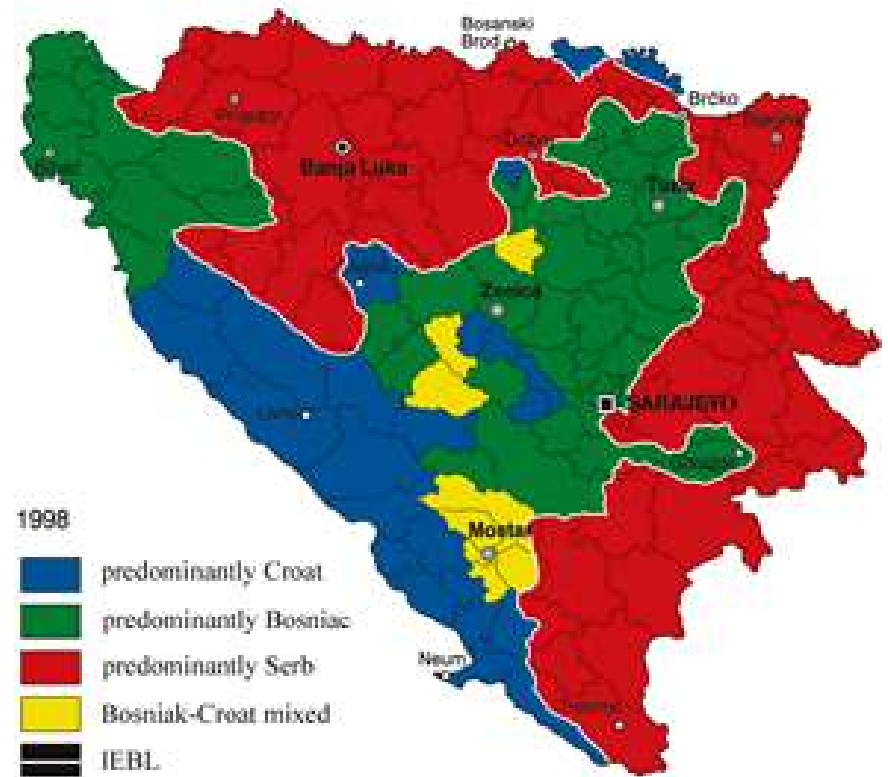 Bosanski
Brod
Brčko
Banja Luka
Tuzla
Zenica
SARAJEVO
Mostar
Neum
1998
predominantly Croat
predominantly Bosniac
predominantly Serb
Bosniak-Croat mixed
IEBL